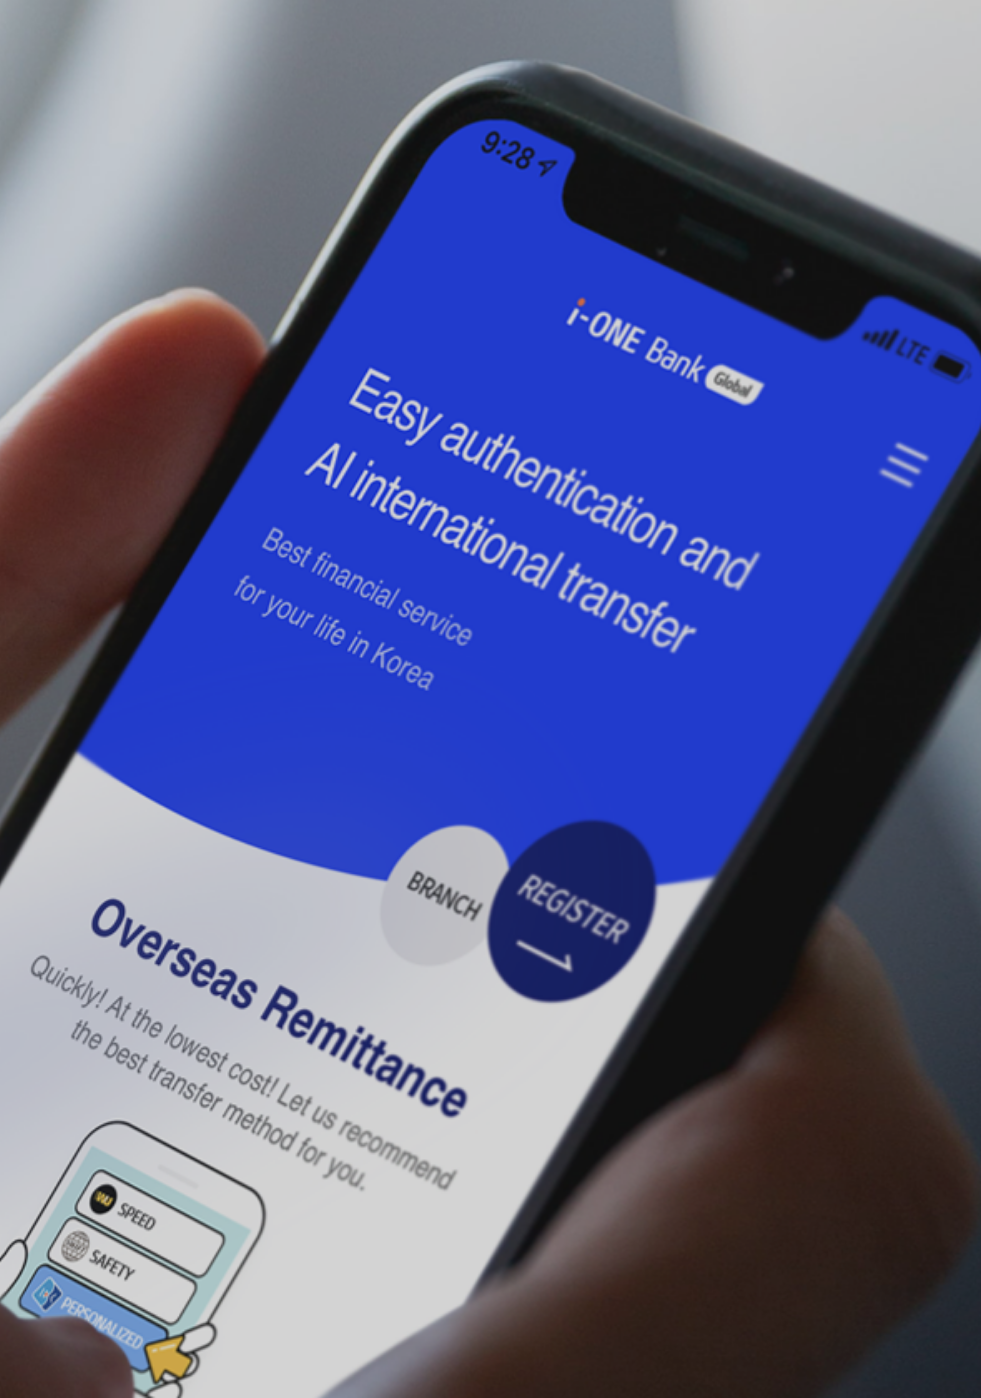 9:28
LTE
i-ONE Bank Global
Easy authentication and
AI international transfer
Best financial service
for your life in Korea
BRANCH
REGISTER
Overseas Remittance
Quickly! At the lowest cost! Let us recommend
the best transfer method for you.
WU SPEED
SAFETY
PERSONALIZED